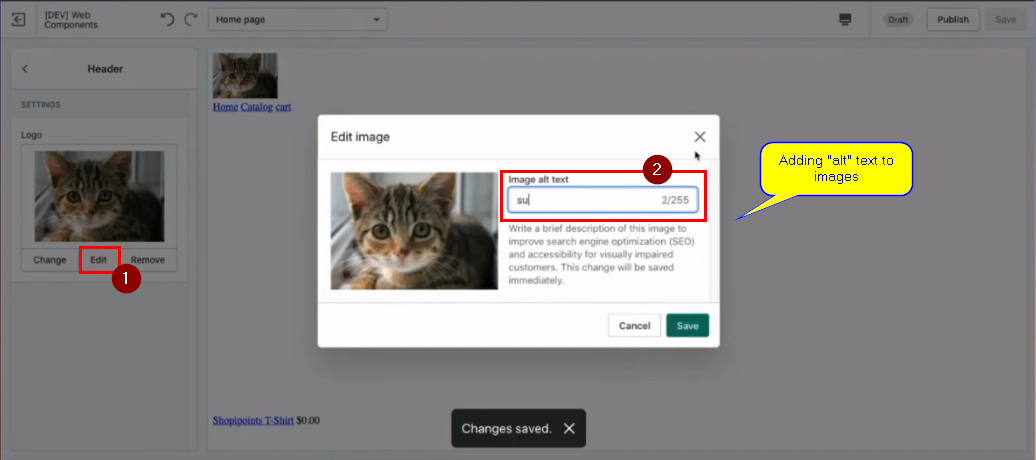 [DEV] Web
Components
Home page
Draft
Publish
Save
Header
SETTINGS
Logo
Change
Edit
Remove
1
Home Catalog cart
Edit image
2
Image alt text
su
2/255
Write a brief description of this image to
improve search engine optimization (SEO)
and accessibility for visually impaired
customers. This change will be saved
immediately.
Cancel
Save
Adding "alt" text to
images
Shopipoints T-Shirt $0.00
Changes saved.